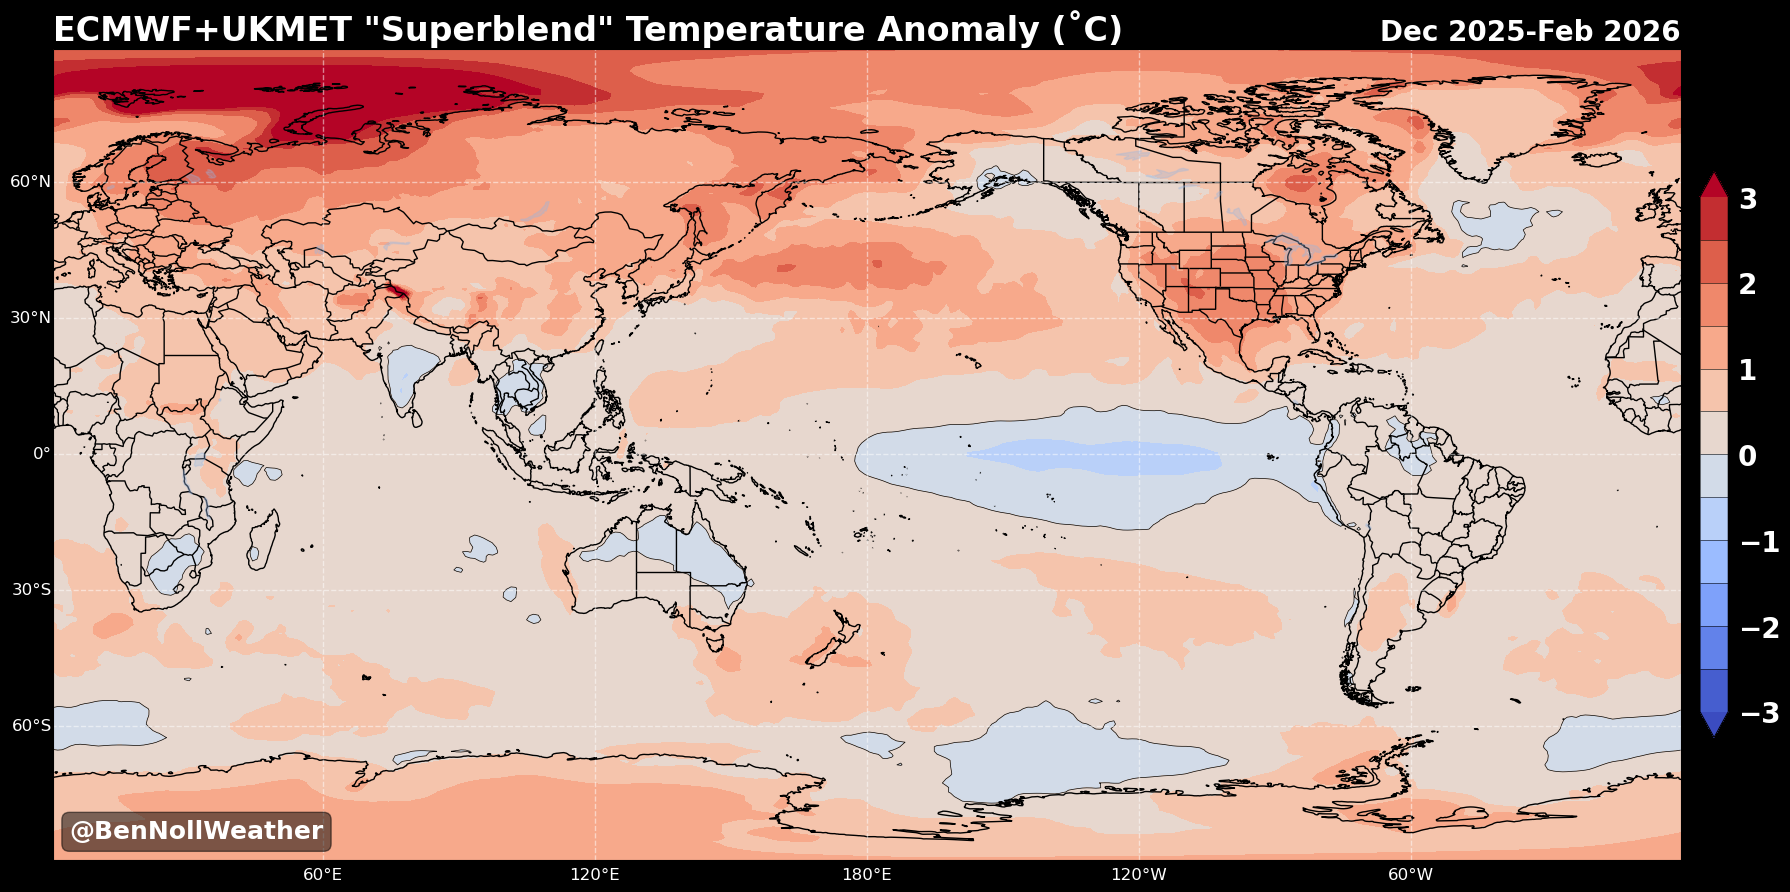 ECMWF+UKMET "Superblend" Temperature Anomaly (˚C)
Dec 2025-Feb 2026
60°N
30°N
0°
30°S
60°S
60°E
120°E
180°E
120°W
60°W
3
2
1
0
−1
−2
−3
@BenNollWeather